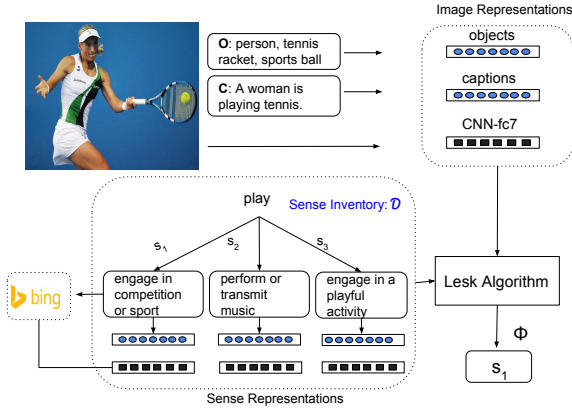 Image Representations
O: person, tennis
racket, sports ball
objects
C: A woman is
playing tennis.
captions
CNN-fc7
play
Sense Inventory: D
s1
s2
s3
engage in
competition
or sport
perform or
transmit
music
engage in a
playful
activity
bing
Lesk Algorithm
Φ
s1
Sense Representations